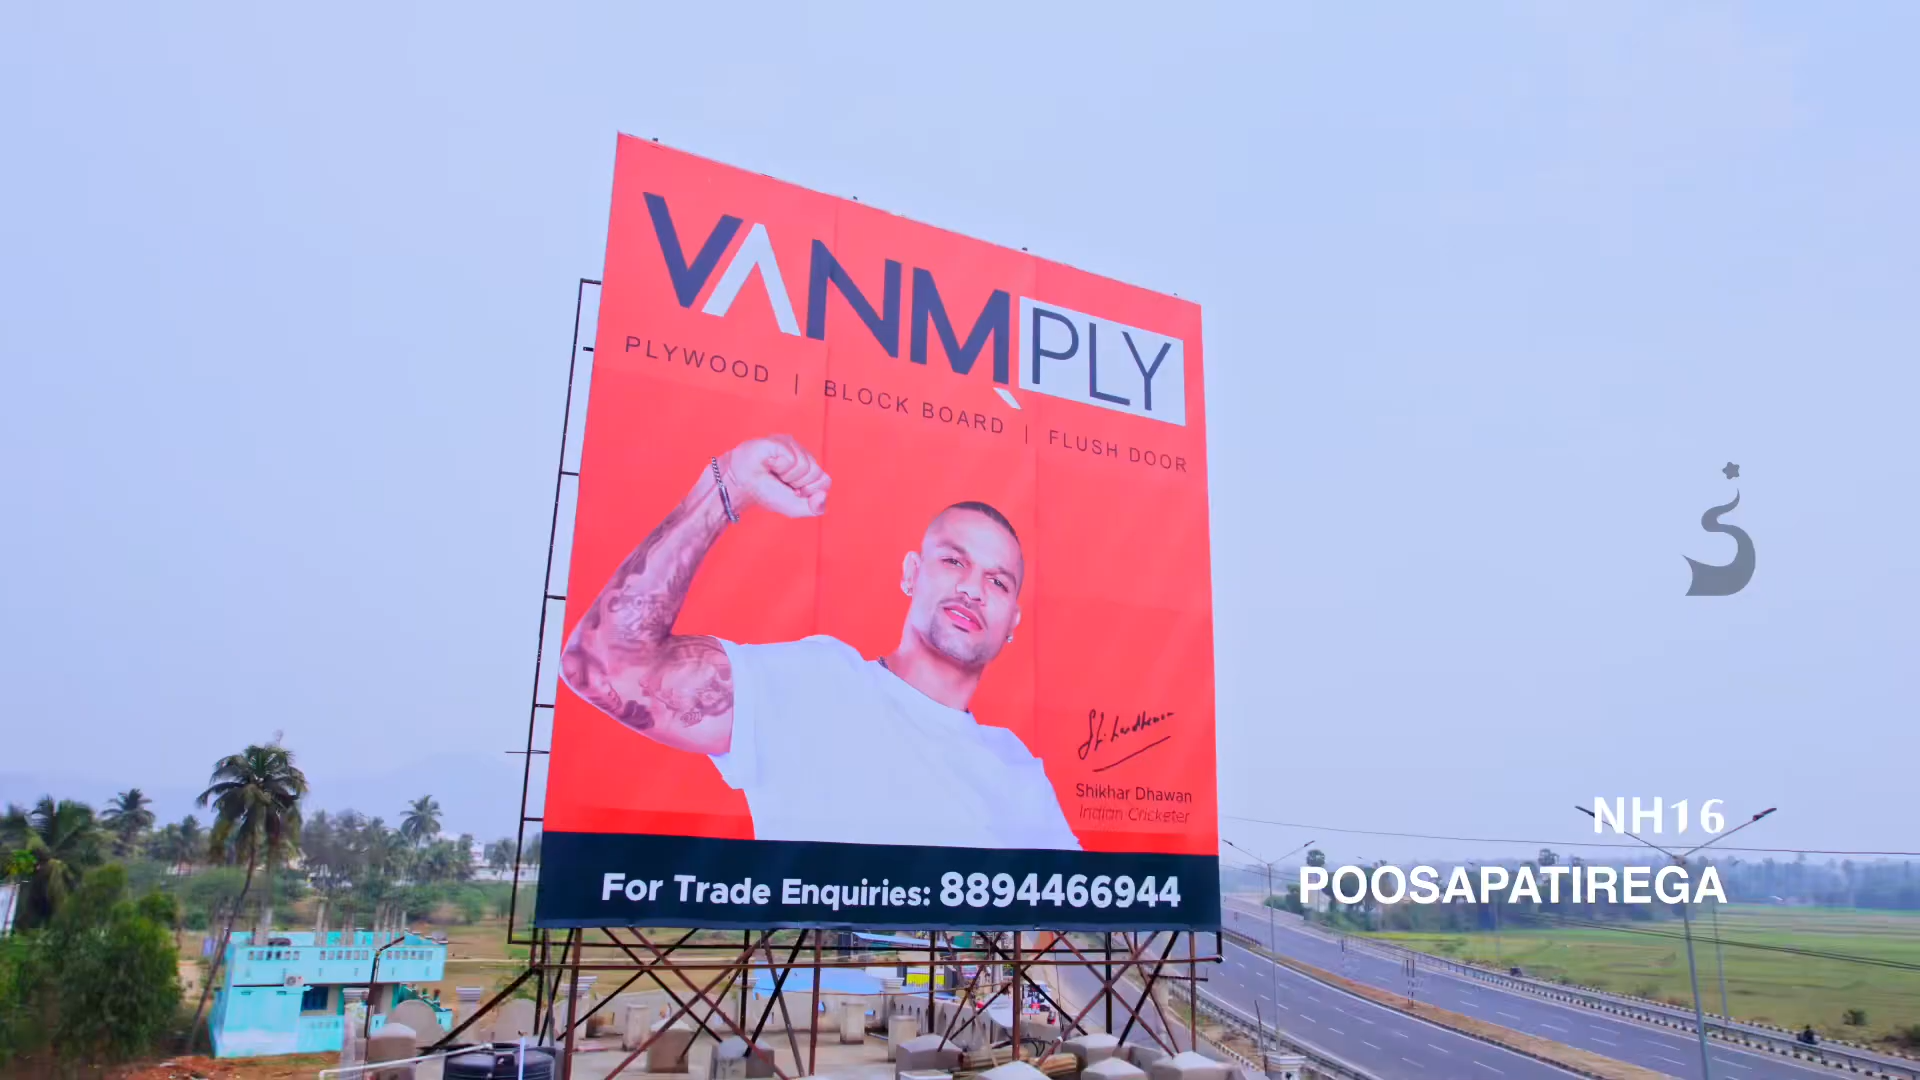 VANMPLY
PLYWOOD | BLOCK BOARD | FLUSH DOOR
Shikhar Dhawan
Indian Cricketer
For Trade Enquiries: 8894466944
NH16
POOSAPATIREGA